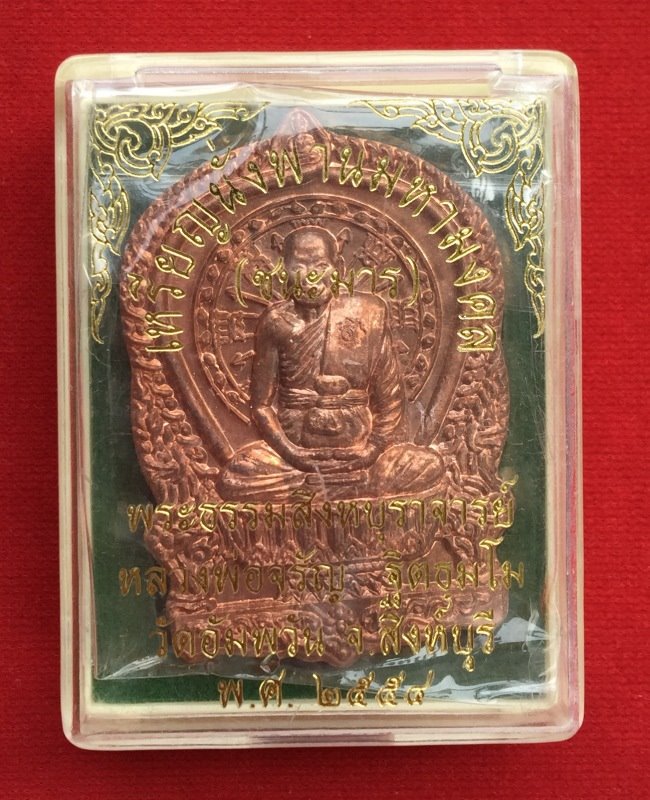 เหรียญนั่งพานมหามงคล
(ชนะมาร)
พระธรรมสิงหบุราจารย์
หลวงพ่อจรัญ ฐิตธมฺโม
วัดอัมพวัน จ.สิงห์บุรี
พ.ศ. ๒๕๕๘